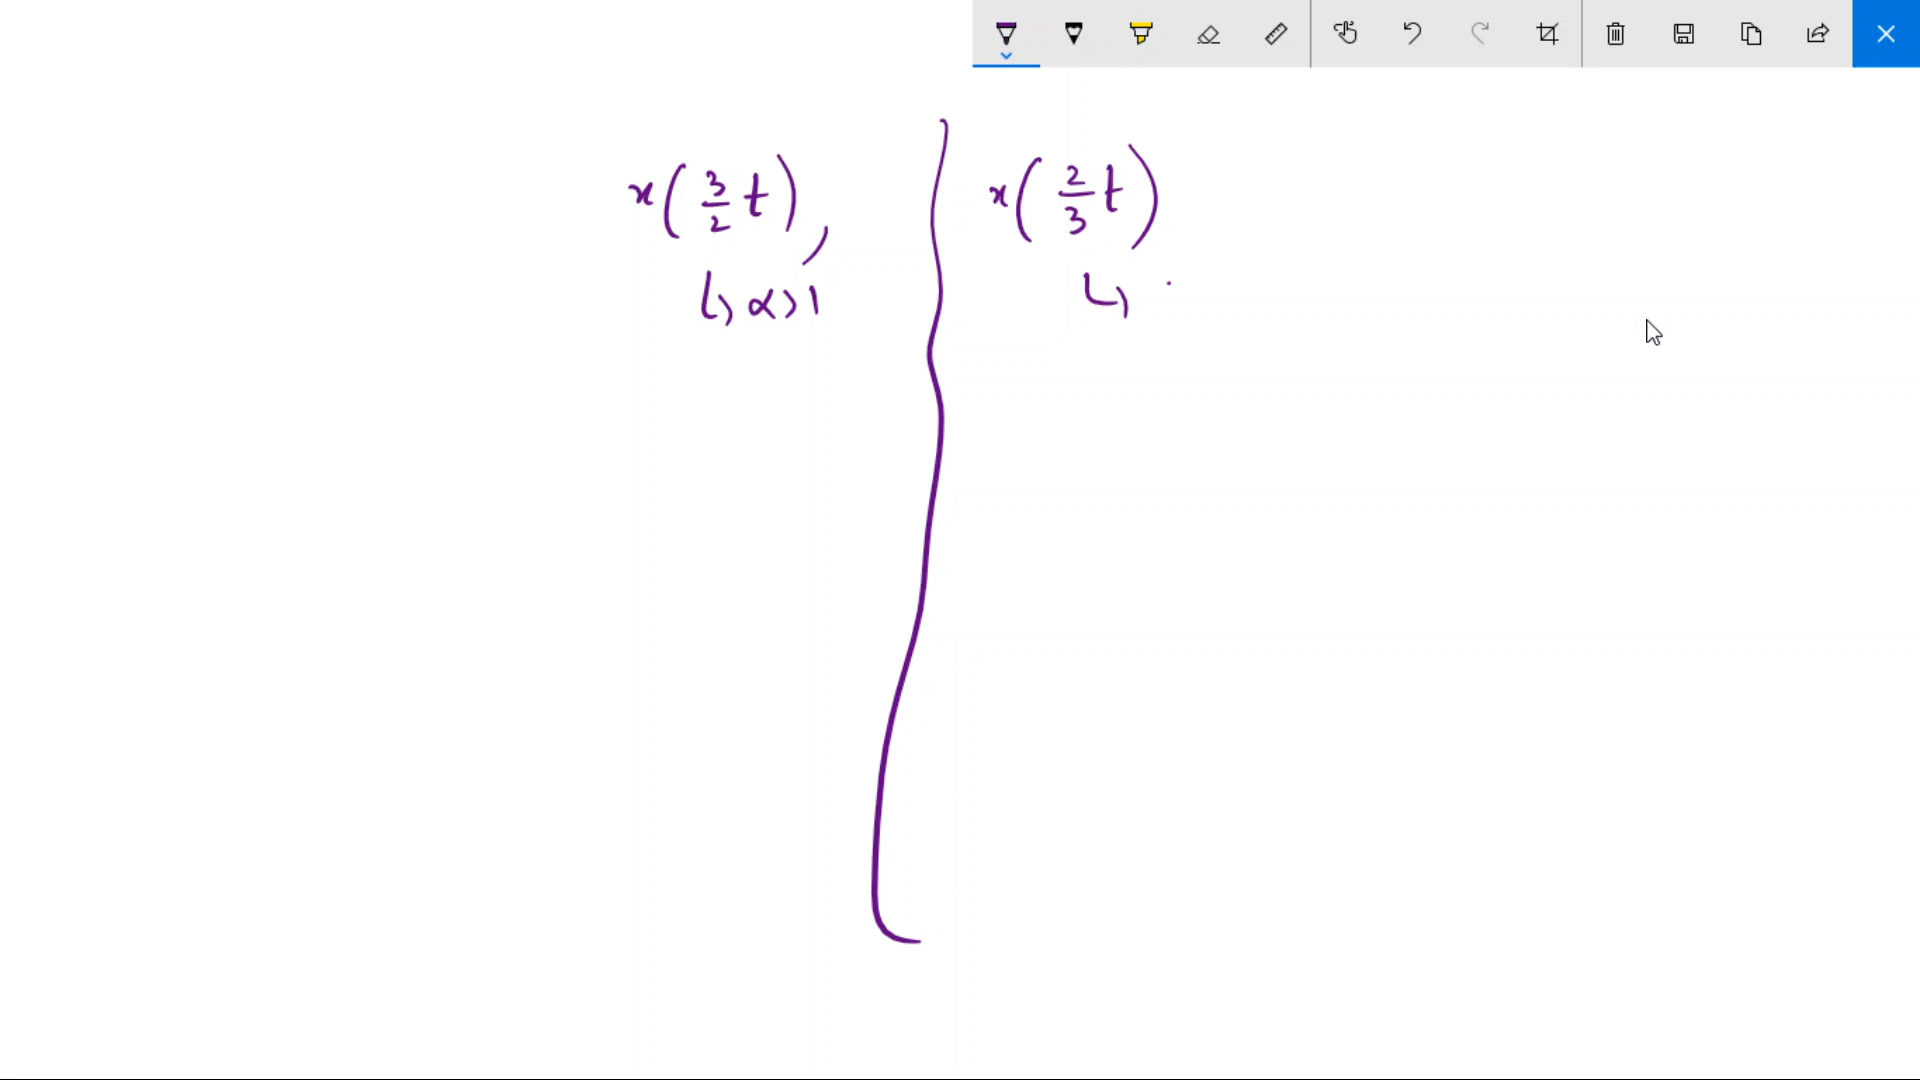 x(3/2 t),
↳ α>1
x(2/3 t)
↳ .